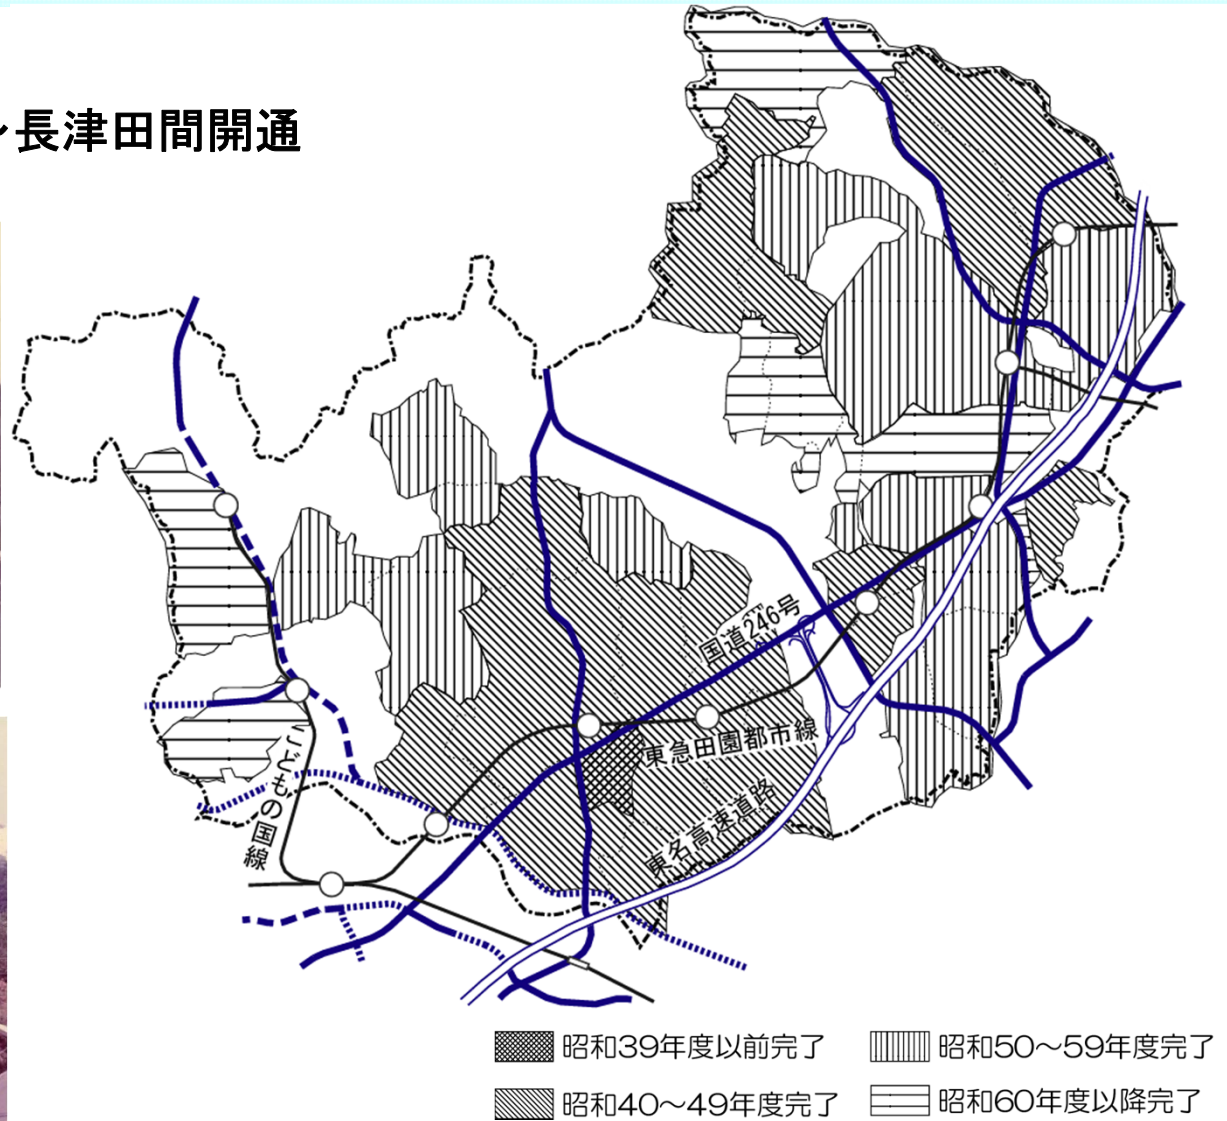 長津田間開通
国道246号
東急田園都市線
東名高速道路
こどもの国線
昭和39年度以前完了
昭和50〜59年度完了
昭和40〜49年度完了
昭和60年度以降完了